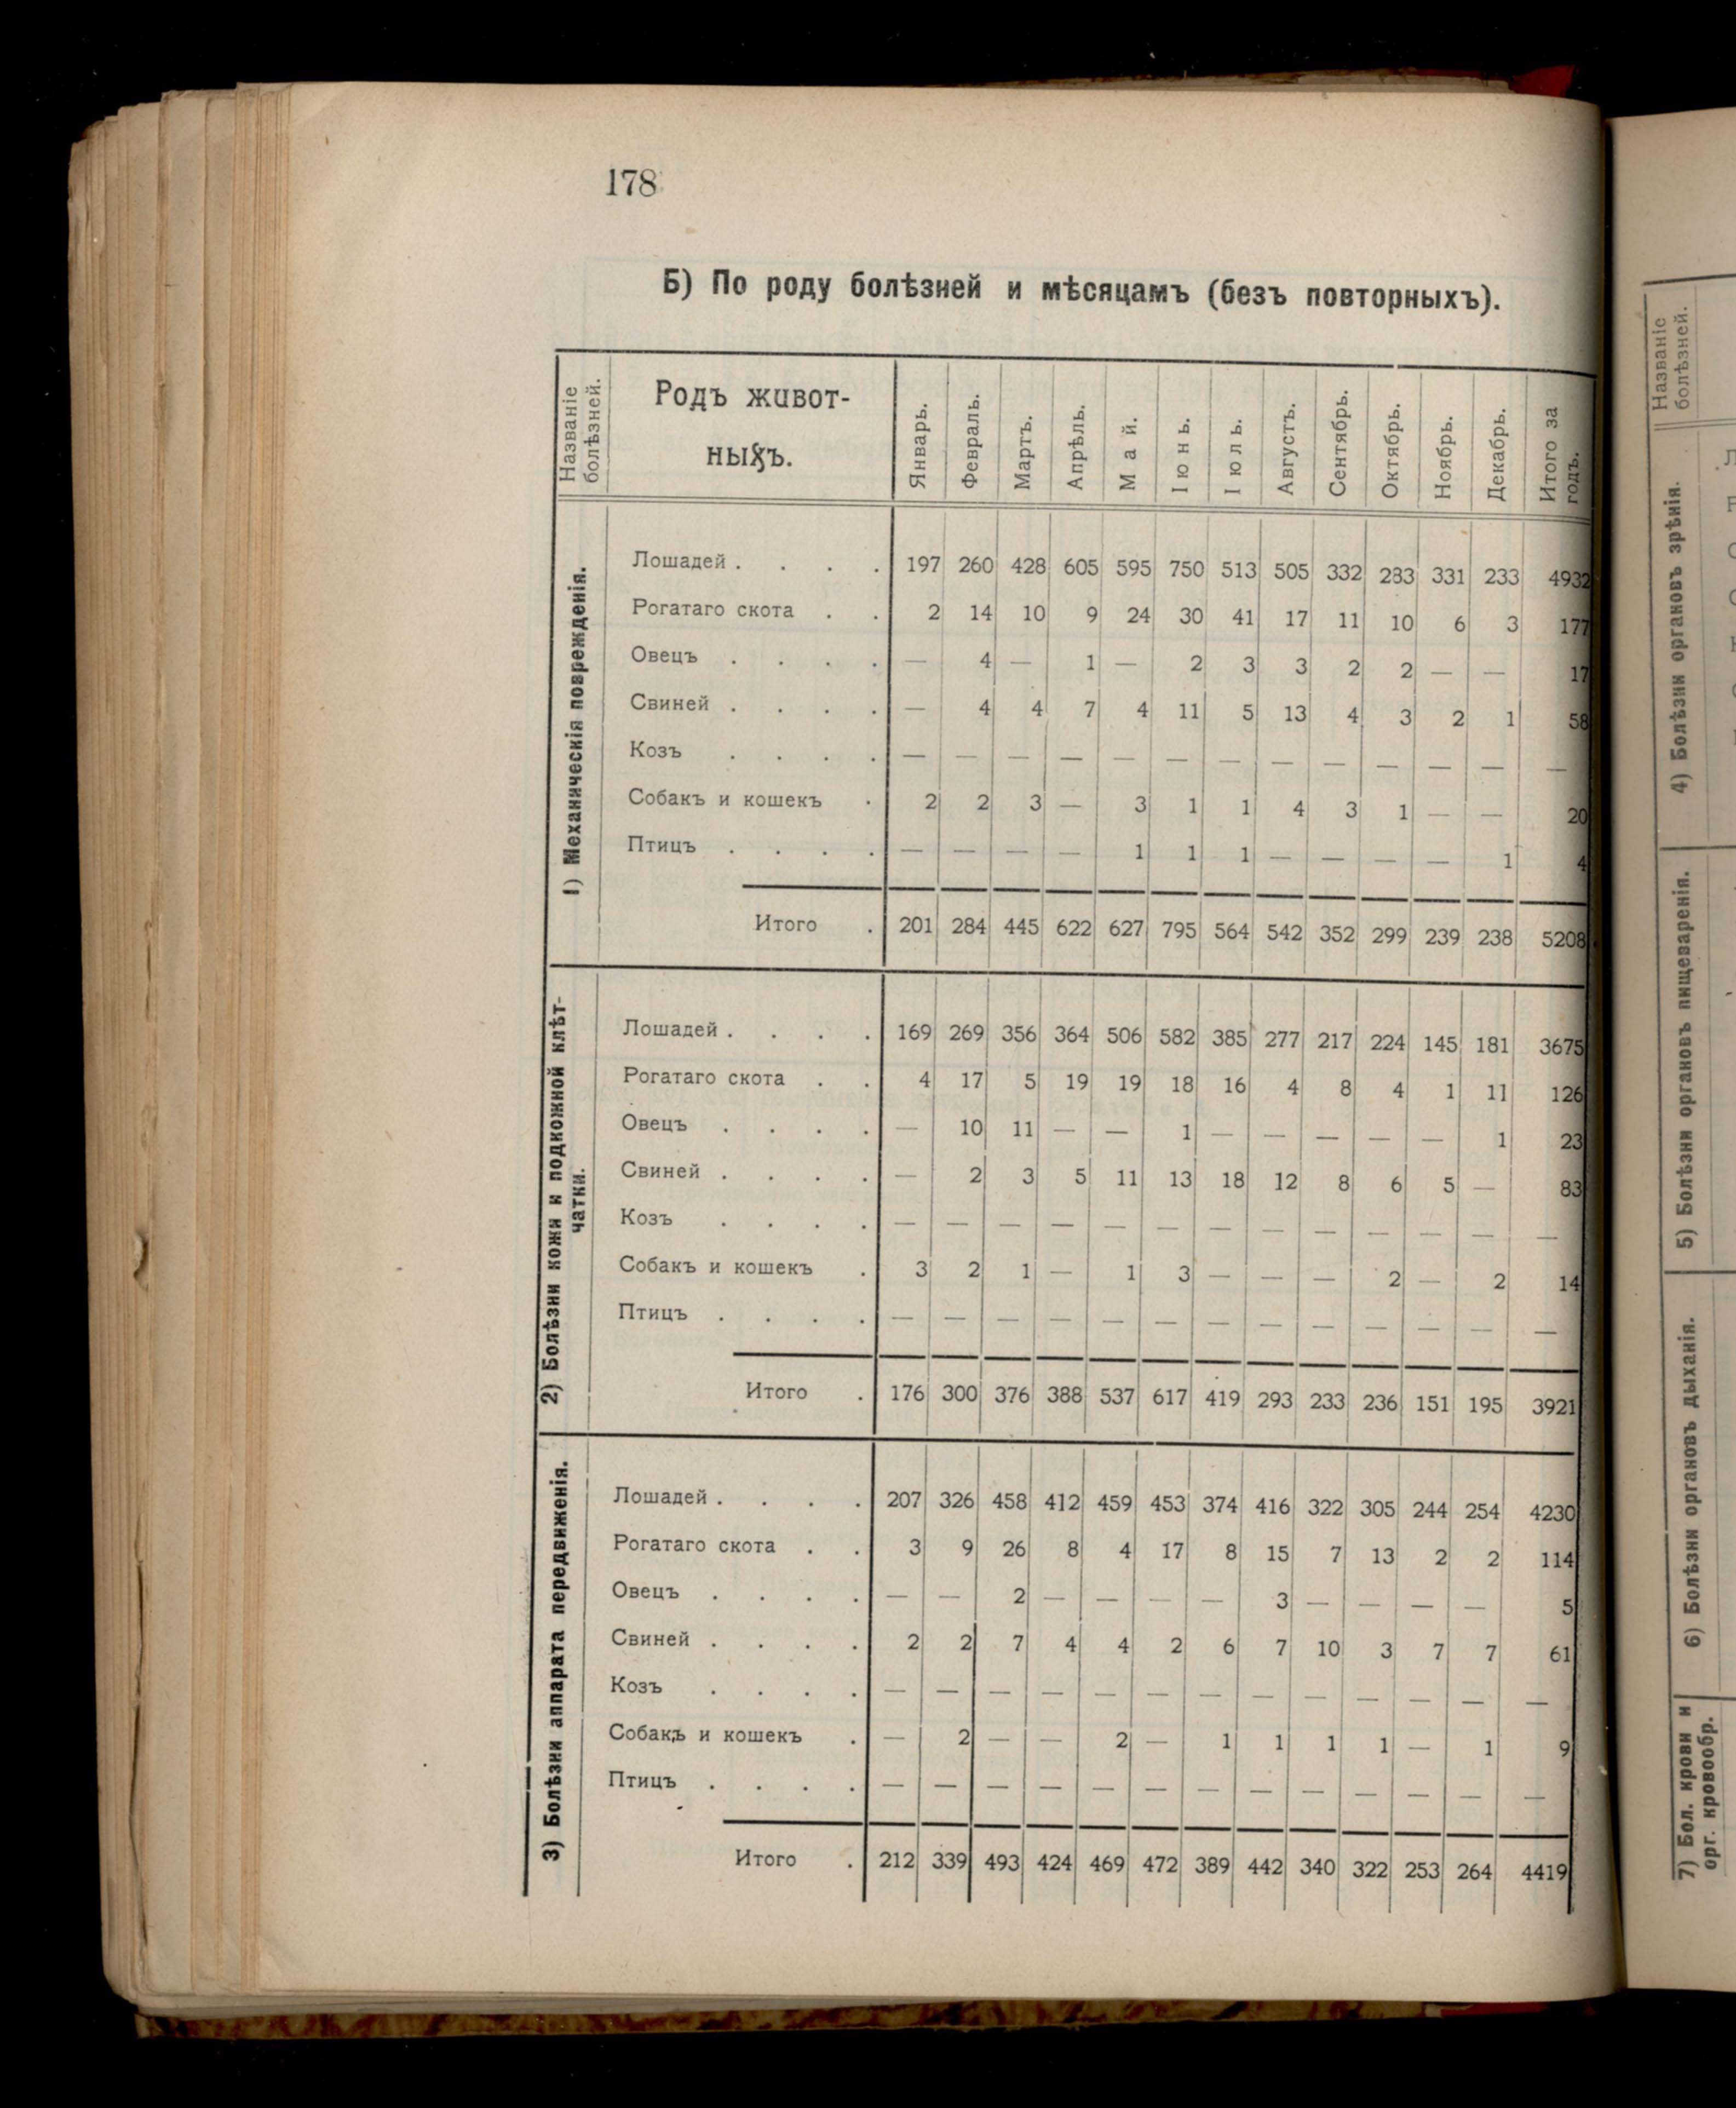 178
Б) По роду болѣзней и мѣсяцамъ (безъ повторныхъ).
Названіе болѣзней. Родъ живот-ныхъ. Январь. Февраль. Мартъ. Апрѣль. Май. Іюнь. Іюль. Августъ. Сентябрь. Октябрь. Ноябрь. Декабрь. Итого за годъ.
1) Механическія поврежденія.
Лошадей . . . . 197 260 428 605 595 750 513 505 332 283 331 233 4932
Рогатаго скота . . 2 14 10 9 24 30 41 17 11 10 6 3 177
Овецъ . . . . — 4 — 1 — 2 3 3 2 2 — — 17
Свиней . . . . — 4 4 7 4 11 5 13 4 3 2 1 58
Козъ . . . . — — — — — — — — — — — — —
Собакъ и кошекъ . 2 2 3 — 3 1 1 4 3 1 — — 20
Птицъ . . . . — — — — 1 1 1 — — — — 1 4
Итого . 201 284 445 622 627 795 564 542 352 299 239 238 5208
2) Болѣзни кожи и подкожной клѣт-
чатки.
Лошадей . . . . 169 269 356 364 506 582 385 277 217 224 145 181 3675
Рогатаго скота . . 4 17 5 19 19 18 16 4 8 4 1 11 126
Овецъ . . . . — 10 11 — — 1 — — — — — 1 23
Свиней . . . . — 2 3 5 11 13 18 12 8 6 5 — 83
Козъ . . . . — — — — — — — — — — — — —
Собакъ и кошекъ . 3 2 1 — 1 3 — — — 2 — 2 14
Птицъ . . . . — — — — — — — — — — — — —
Итого . 176 300 376 388 537 617 419 293 233 236 151 195 3921
3) Болѣзни аппарата передвиженія.
Лошадей . . . . 207 326 458 412 459 453 374 416 322 305 244 254 4230
Рогатаго скота . . 3 9 26 8 4 17 8 15 7 13 2 2 114
Овецъ . . . . — — 2 — — — — 3 — — — — 5
Свиней . . . . 2 2 7 4 4 2 6 7 10 3 7 7 61
Козъ . . . . — — — — — — — — — — — — —
Собакъ и кошекъ . — 2 — — 2 — 1 1 1 1 — 1 9
Птицъ . . . . — — — — — — — — — — — — —
Итого . 212 339 493 424 469 472 389 442 340 322 253 264 4419
Названіе
болѣзней.
4) Болѣзни органовъ зрѣнія.
5) Болѣзни органовъ пищеваренія.
6) Болѣзни органовъ дыханія.
7) Бол. крови и
орг. кровообр.